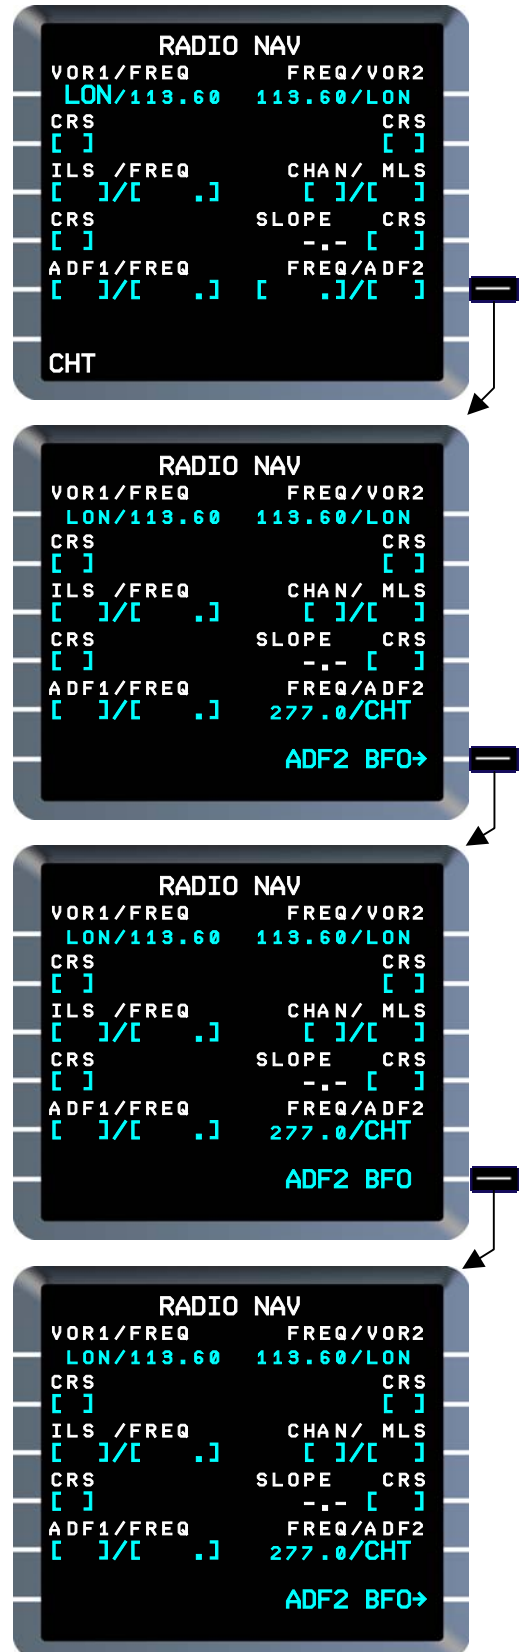 RADIO NAV
VOR1/FREQ FREQ/VOR2
LON/113.60 113.60/LON
CRS CRS
[ ] [ ]
ILS /FREQ CHAN/ MLS
[ ]/[ .] [ ]/[ ]
CRS SLOPE CRS
[ ] -.- [ ]
ADF1/FREQ FREQ/ADF2
[ ]/[ .] [ .]/[ ]
CHT
RADIO NAV
VOR1/FREQ FREQ/VOR2
LON/113.60 113.60/LON
CRS CRS
[ ] [ ]
ILS /FREQ CHAN/ MLS
[ ]/[ .] [ ]/[ ]
CRS SLOPE CRS
[ ] -.- [ ]
ADF1/FREQ FREQ/ADF2
[ ]/[ .] 277.0/CHT
ADF2 BFO→
RADIO NAV
VOR1/FREQ FREQ/VOR2
LON/113.60 113.60/LON
CRS CRS
[ ] [ ]
ILS /FREQ CHAN/ MLS
[ ]/[ .] [ ]/[ ]
CRS SLOPE CRS
[ ] -.- [ ]
ADF1/FREQ FREQ/ADF2
[ ]/[ .] 277.0/CHT
ADF2 BFO
RADIO NAV
VOR1/FREQ FREQ/VOR2
LON/113.60 113.60/LON
CRS CRS
[ ] [ ]
ILS /FREQ CHAN/ MLS
[ ]/[ .] [ ]/[ ]
CRS SLOPE CRS
[ ] -.- [ ]
ADF1/FREQ FREQ/ADF2
[ ]/[ .] 277.0/CHT
ADF2 BFO→